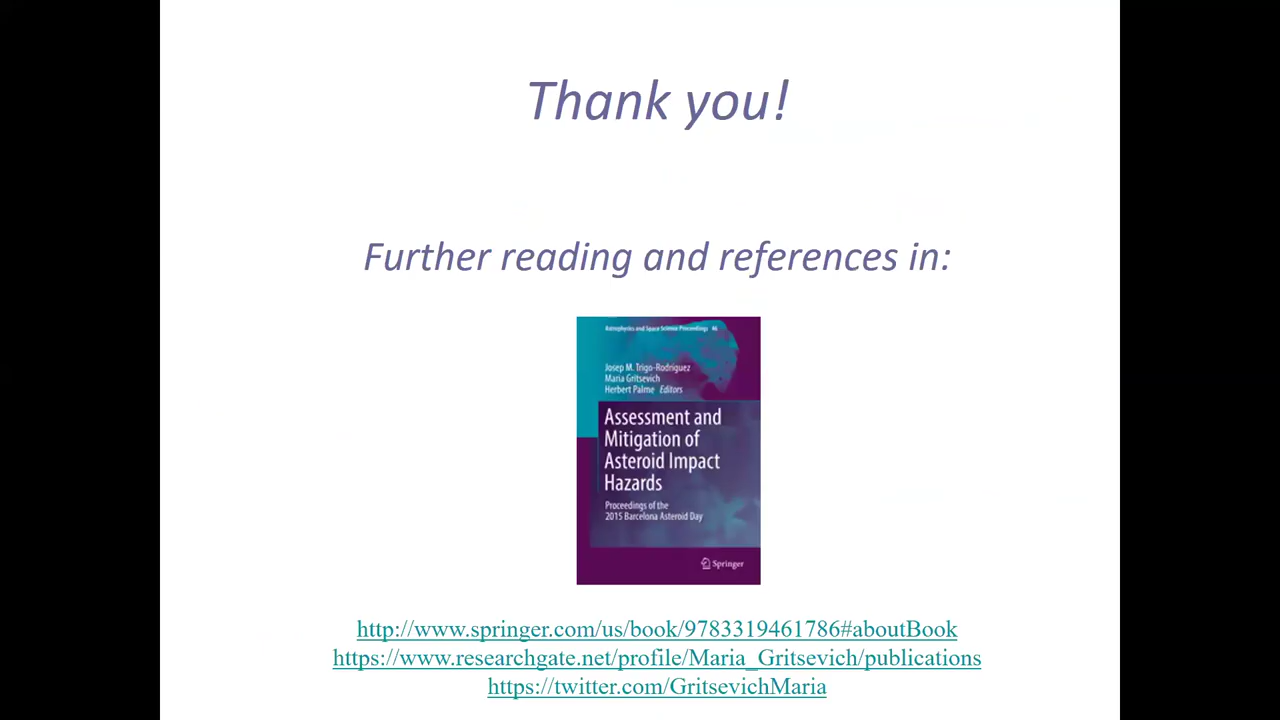 Thank you!
Further reading and references in:
Astrophysics and Space Science Proceedings 46
Josep M. Trigo-Rodríguez
Maria Gritsevich
Herbert Palme Editors
Assessment and
Mitigation of
Asteroid Impact
Hazards
Proceedings of the
2015 Barcelona Asteroid Day
Springer
http://www.springer.com/us/book/9783319461786#aboutBook
https://www.researchgate.net/profile/Maria_Gritsevich/publications
https://twitter.com/GritsevichMaria